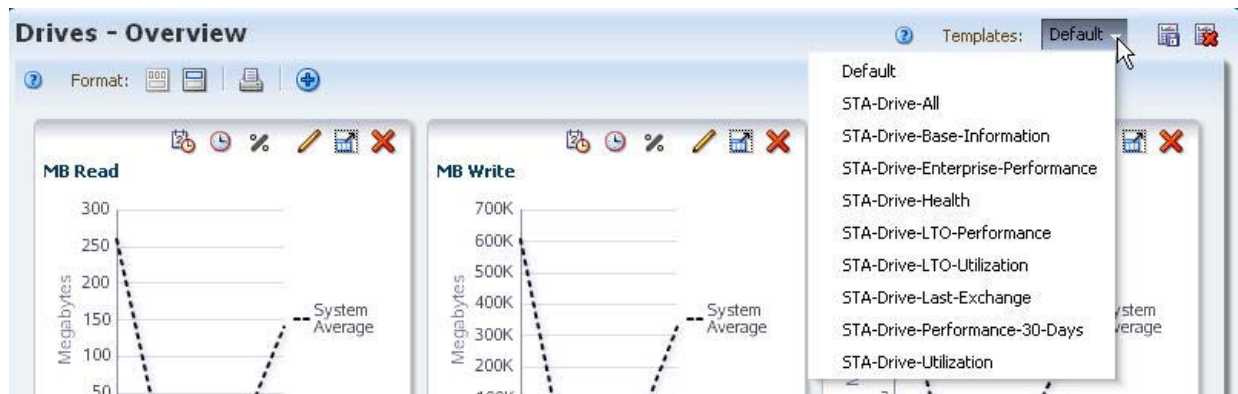 Drives - Overview
Templates: Default
Format:
Default
STA-Drive-All
STA-Drive-Base-Information
STA-Drive-Enterprise-Performance
STA-Drive-Health
STA-Drive-LTO-Performance
STA-Drive-LTO-Utilization
STA-Drive-Last-Exchange
STA-Drive-Performance-30-Days
STA-Drive-Utilization
MB Read
300
250
200
150
100
50
Megabytes
System
Average
MB Write
700K
600K
500K
400K
300K
200K
Megabytes
System
Average